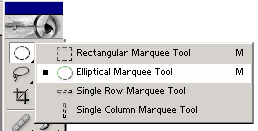 Rectangular Marquee Tool M
Elliptical Marquee Tool M
Single Row Marquee Tool
Single Column Marquee Tool